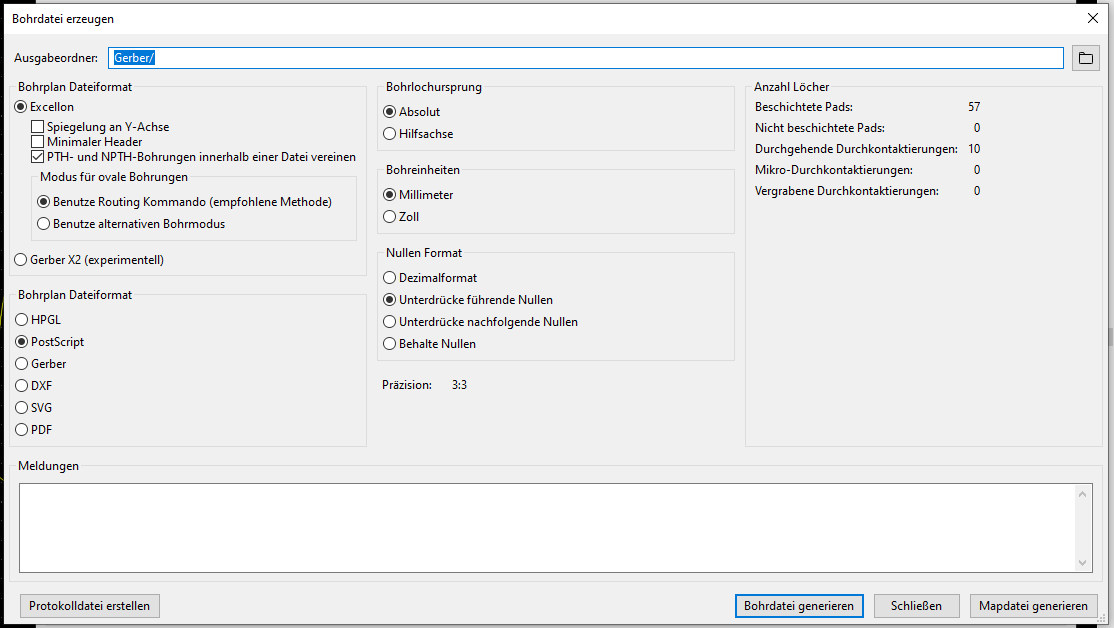 Bohrdatei erzeugen
Ausgabeordner:
Gerber/
Bohrplan Dateiformat
Excellon
Spiegelung an Y-Achse
Minimaler Header
PTH- und NPTH-Bohrungen innerhalb einer Datei vereinen
Modus für ovale Bohrungen
Benutze Routing Kommando (empfohlene Methode)
Benutze alternativen Bohrmodus
Gerber X2 (experimentell)
Bohrplan Dateiformat
HPGL
PostScript
Gerber
DXF
SVG
PDF
Bohrlochursprung
Absolut
Hilfsachse
Bohreinheiten
Millimeter
Zoll
Nullen Format
Dezimalformat
Unterdrücke führende Nullen
Unterdrücke nachfolgende Nullen
Behalte Nullen
Präzision: 3:3
Anzahl Löcher
Beschichtete Pads: 57
Nicht beschichtete Pads: 0
Durchgehende Durchkontaktierungen: 10
Mikro-Durchkontaktierungen: 0
Vergrabene Durchkontaktierungen: 0
Meldungen
Protokolldatei erstellen
Bohrdatei generieren
Schließen
Mapdatei generieren